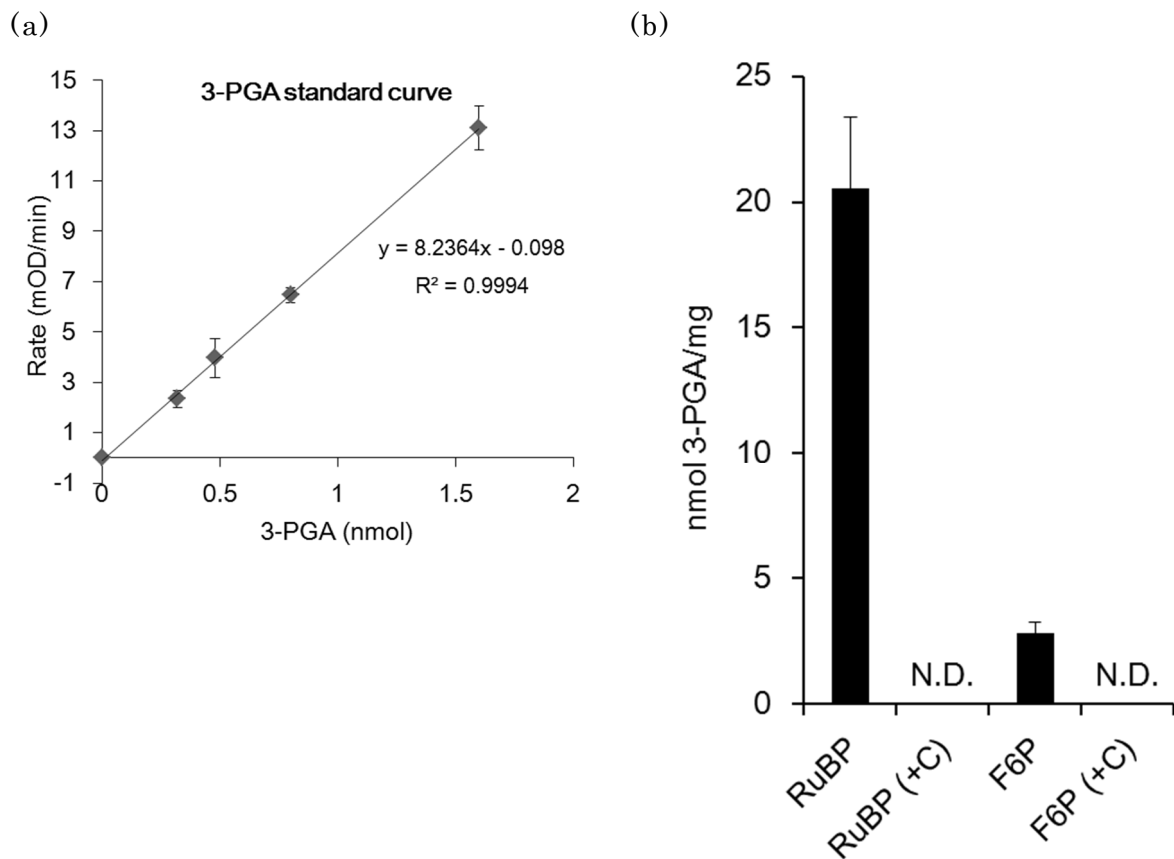 (a)
3-PGA standard curve
Rate (mOD/min)
15
13
11
9
7
5
3
1
-1
y = 8.2364x - 0.098
R² = 0.9994
0 0.5 1 1.5 2
3-PGA (nmol)
(b)
nmol 3-PGA/mg
25
20
15
10
5
0
N.D. N.D.
RuBP RuBP (+C) F6P F6P (+C)